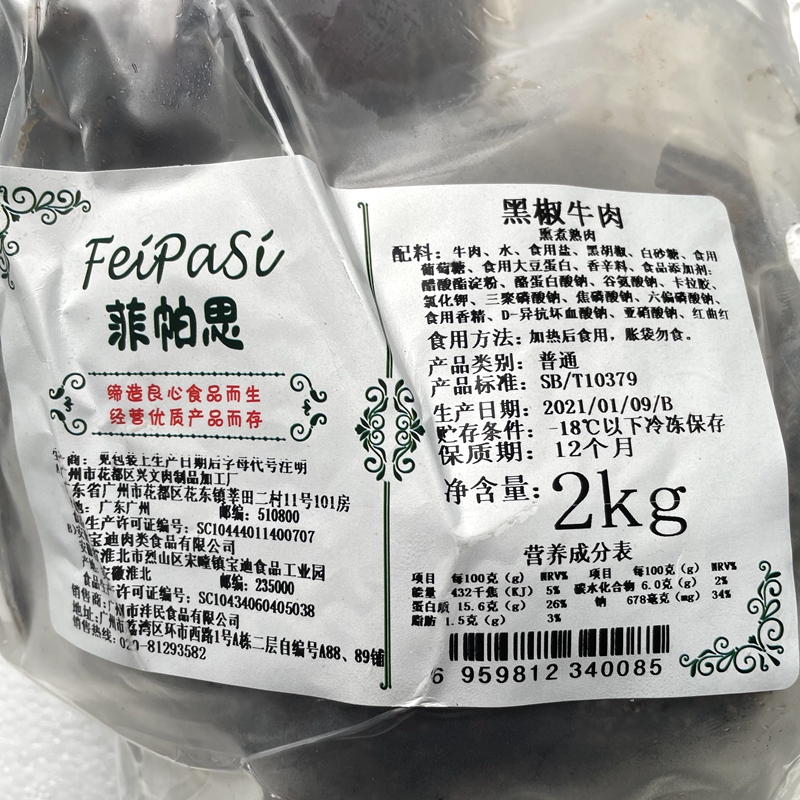 FeiPaSi
菲帕思
缔造良心食品而生
经营优质产品而存
商：见包装上生产日期后字母代号注明
广州市花都区兴文肉制品加工厂
东省广州市花都区花东镇莘田二村11号101房
地：广东广州 邮编：510800
生产许可证编号：SC10444011400707
宝迪肉类食品有限公司
淮北市烈山区宋疃镇宝迪食品工业园
安徽淮北 邮编：235000
食品生产许可证编号：SC10434060405038
销售商：广州市祥民食品有限公司
地址：广州市荔湾区环市西路1号A栋二层自编号A88、89铺
销售热线：020-81293582
黑椒牛肉
熏煮熟肉
配料：牛肉、水、食用盐、黑胡椒、白砂糖、食用
葡萄糖、食用大豆蛋白、香辛料、食品添加剂：
醋酸酯淀粉、酪蛋白酸钠、谷氨酸钠、卡拉胶、
氯化钾、三聚磷酸钠、焦磷酸钠、六偏磷酸钠、
食用香精、D-异抗坏血酸钠、亚硝酸钠、红曲红
食用方法：加热后食用，胀袋勿食。
产品类别：普通
产品标准：SB/T10379
生产日期：2021/01/09/B
贮存条件：-18℃以下冷冻保存
保质期：12个月
净含量：2kg
营养成分表
项目 每100克（g） NRV% 项目 每100克（g） NRV%
能量 432千焦（KJ） 5% 碳水化合物 6.0克（g） 2%
蛋白质 15.6克（g） 26% 钠 678毫克（mg） 34%
脂肪 1.5克（g） 3%
6 959812 340085